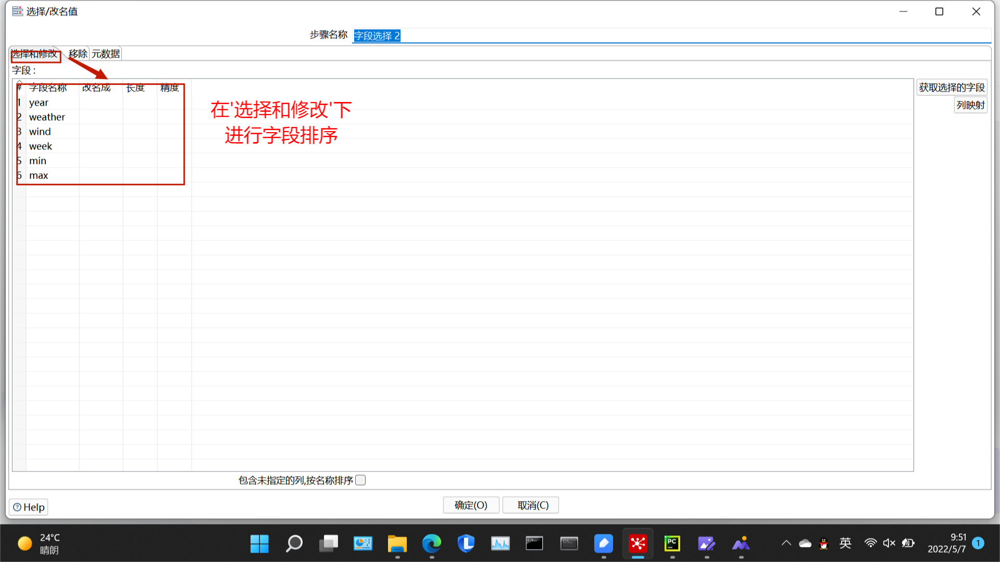 选择/改名值
步骤名称 字段选择 2
选择和修改 移除 元数据
字段 :
# 字段名称 改名成 长度 精度
1 year
2 weather
3 wind
4 week
5 min
6 max
在'选择和修改'下
进行字段排序
获取选择的字段
列映射
包含未指定的列,按名称排序
Help
确定(O) 取消(C)
24°C
晴朗
PC
英
9:51
2022/5/7
1